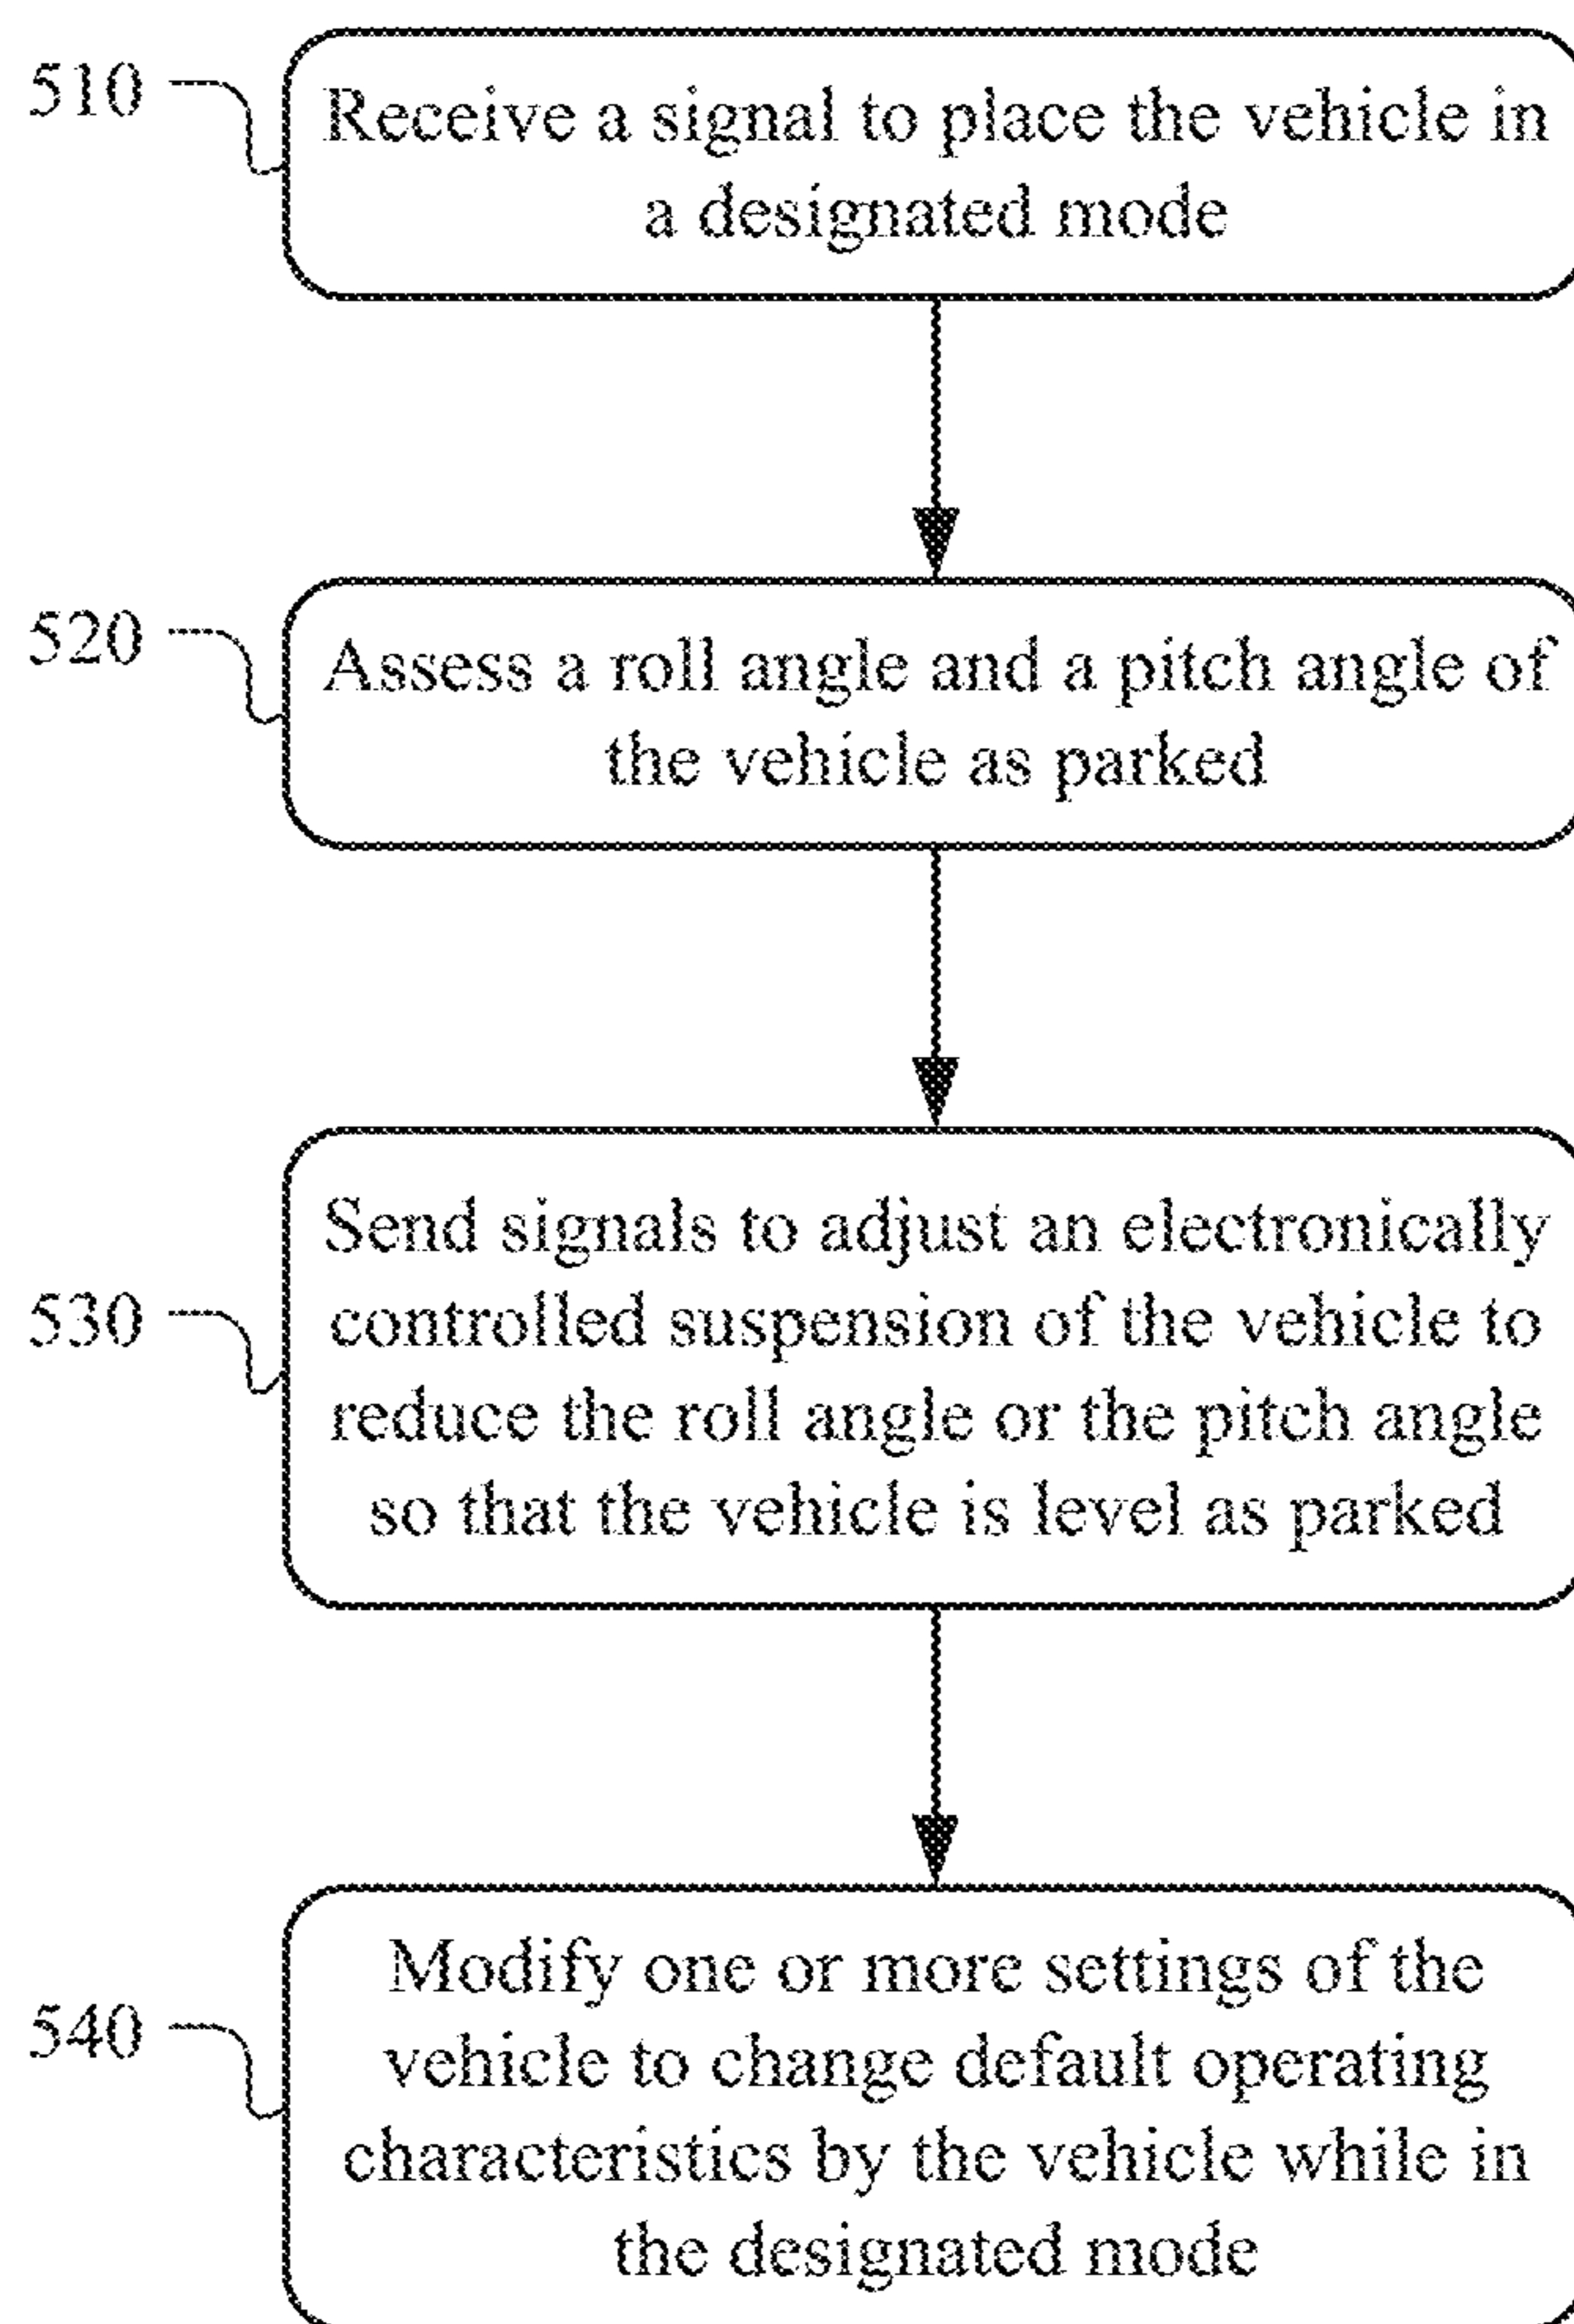 510
Receive a signal to place the vehicle in
a designated mode
520
Assess a roll angle and a pitch angle of
the vehicle as parked
530
Send signals to adjust an electronically
controlled suspension of the vehicle to
reduce the roll angle or the pitch angle
so that the vehicle is level as parked
540
Modify one or more settings of the
vehicle to change default operating
characteristics by the vehicle while in
the designated mode